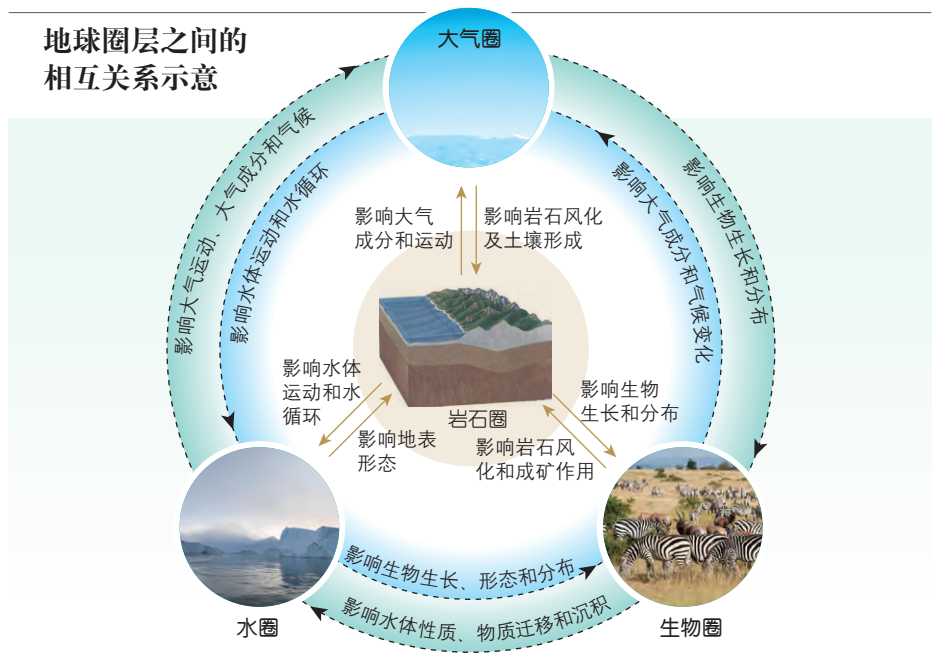 地球圈层之间的
相互关系示意
大气圈
影响大气运动、大气成分和气候
影响水体运动和水循环
影响大气成分和气候变化
影响生物生长和分布
影响大气
成分和运动
影响岩石风化
及土壤形成
影响水体
运动和水
循环
影响地表
形态
岩石圈
影响生物
生长和分布
影响岩石风
化和成矿作用
影响生物生长、形态和分布
影响水体性质、物质迁移和沉积
水圈
生物圈